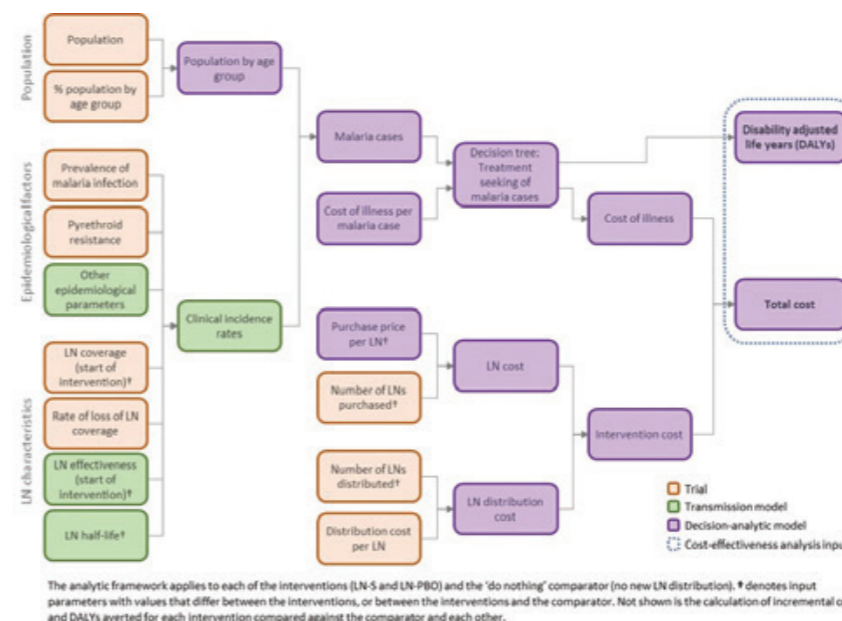 Population
Population
% population by
age group
Population by age
group
Epidemiological factors
Prevalence of
malaria infection
Pyrethroid
resistance
Other
epidemiological
parameters
Clinical incidence
rates
LN characteristics
LN coverage
(start of
intervention)†
Rate of loss of LN
coverage
LN effectiveness
(start of
intervention)†
LN half-life†
Malaria cases
Cost of illness per
malaria case
Decision tree:
Treatment
seeking of
malaria cases
Cost of illness
Disability adjusted
life years (DALYs)
Total cost
Purchase price
per LN†
Number of LNs
purchased†
LN cost
Number of LNs
distributed†
Distribution cost
per LN
LN distribution
cost
Intervention cost
Trial
Transmission model
Decision-analytic model
Cost-effectiveness analysis input
The analytic framework applies to each of the interventions (LN-S and LN-PBO) and the 'do nothing' comparator (no new LN distribution). † denotes input
parameters with values that differ between the interventions, or between the interventions and the comparator. Not shown is the calculation of incremental co
and DALYs averted for each intervention compared against the comparator and each other.